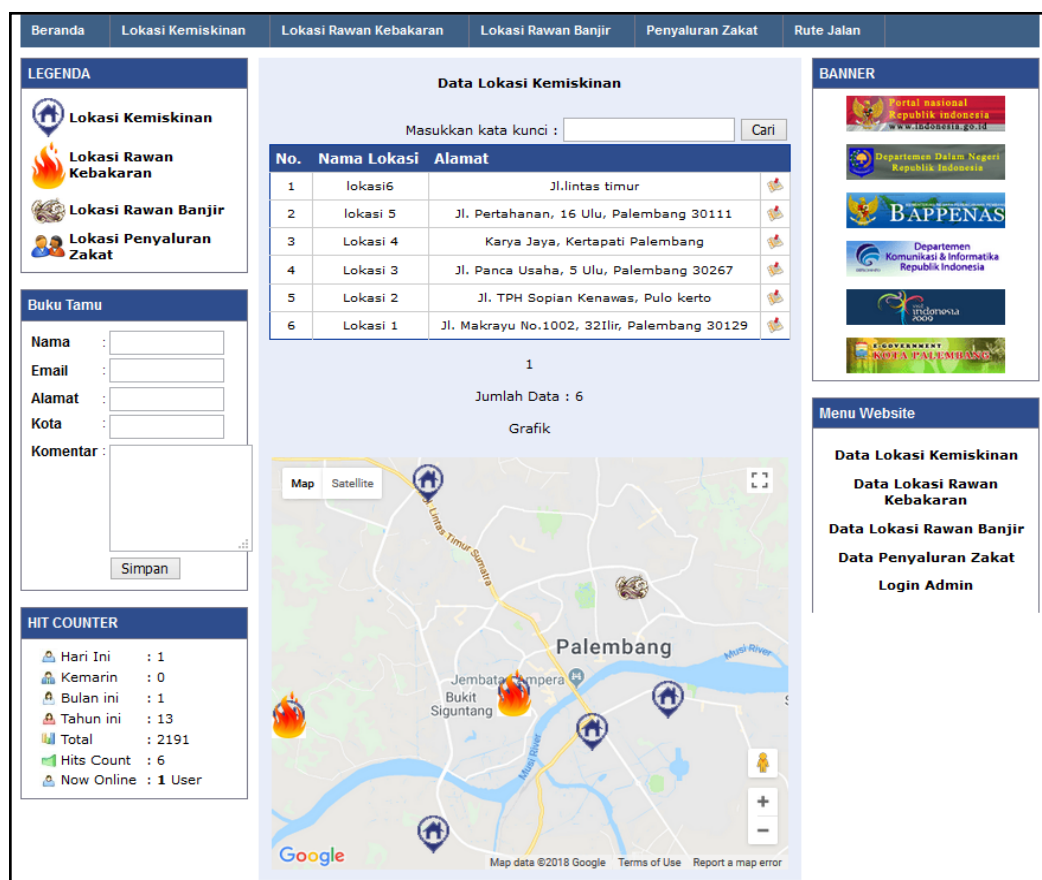 Beranda
Lokasi Kemiskinan
Lokasi Rawan Kebakaran
Lokasi Rawan Banjir
Penyaluran Zakat
Rute Jalan
LEGENDA
Lokasi Kemiskinan
Lokasi Rawan
Kebakaran
Lokasi Rawan Banjir
Lokasi Penyaluran
Zakat
Buku Tamu
Nama :
Email :
Alamat :
Kota :
Komentar :
Simpan
HIT COUNTER
Hari Ini : 1
Kemarin : 0
Bulan ini : 1
Tahun ini : 13
Total : 2191
Hits Count : 6
Now Online : 1 User
Data Lokasi Kemiskinan
Masukkan kata kunci : Cari
No. Nama Lokasi Alamat
1 lokasi6 Jl.lintas timur
2 lokasi 5 Jl. Pertahanan, 16 Ulu, Palembang 30111
3 Lokasi 4 Karya Jaya, Kertapati Palembang
4 Lokasi 3 Jl. Panca Usaha, 5 Ulu, Palembang 30267
5 Lokasi 2 Jl. TPH Sopian Kenawas, Pulo kerto
6 Lokasi 1 Jl. Makrayu No.1002, 32Ilir, Palembang 30129
1
Jumlah Data : 6
Grafik
Map Satellite
Lintas Timur Sumatra
Palembang
Musi River
Ampera
Bukit
Siguntang
Musi River
Google
Map data ©2018 Google Terms of Use Report a map error
BANNER
Portal nasional
Republik indonesia
www.indonesia.go.id
Departemen Dalam Negeri
Republik Indonesia
BAPPENAS
Departemen
Komunikasi & Informatika
Republik Indonesia
indonesia
2009
E-GOVERNMENT
KOTA PALEMBANG
Menu Website
Data Lokasi Kemiskinan
Data Lokasi Rawan
Kebakaran
Data Lokasi Rawan Banjir
Data Penyaluran Zakat
Login Admin